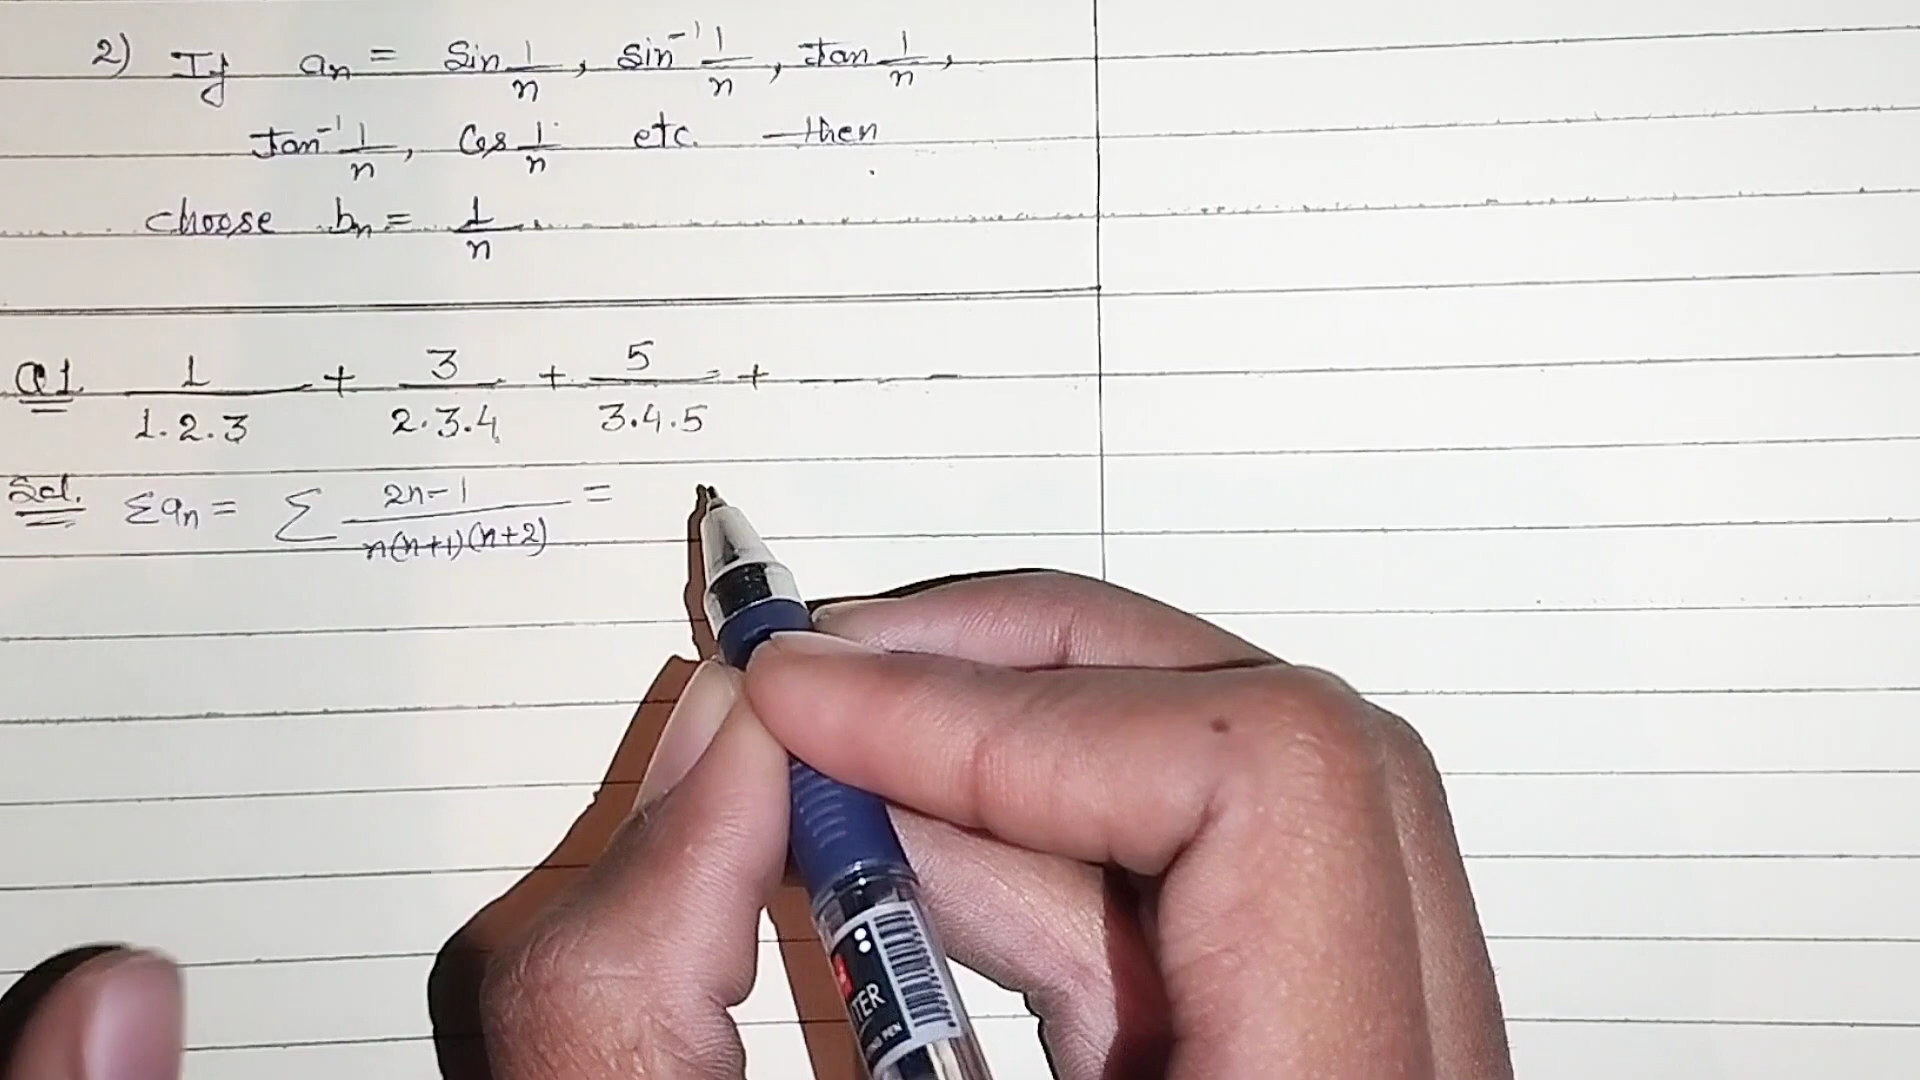 2) If aₙ = Sin 1/n, sin⁻¹ 1/n, Tan 1/n,
Tan⁻¹ 1/n, Cos 1/n etc. then
choose bₙ = 1/n
Q1 1/1.2.3 + 3/2.3.4 + 5/3.4.5 + ———
Sol. Σaₙ = Σ 2n-1/n(n+1)(n+2) =
TER